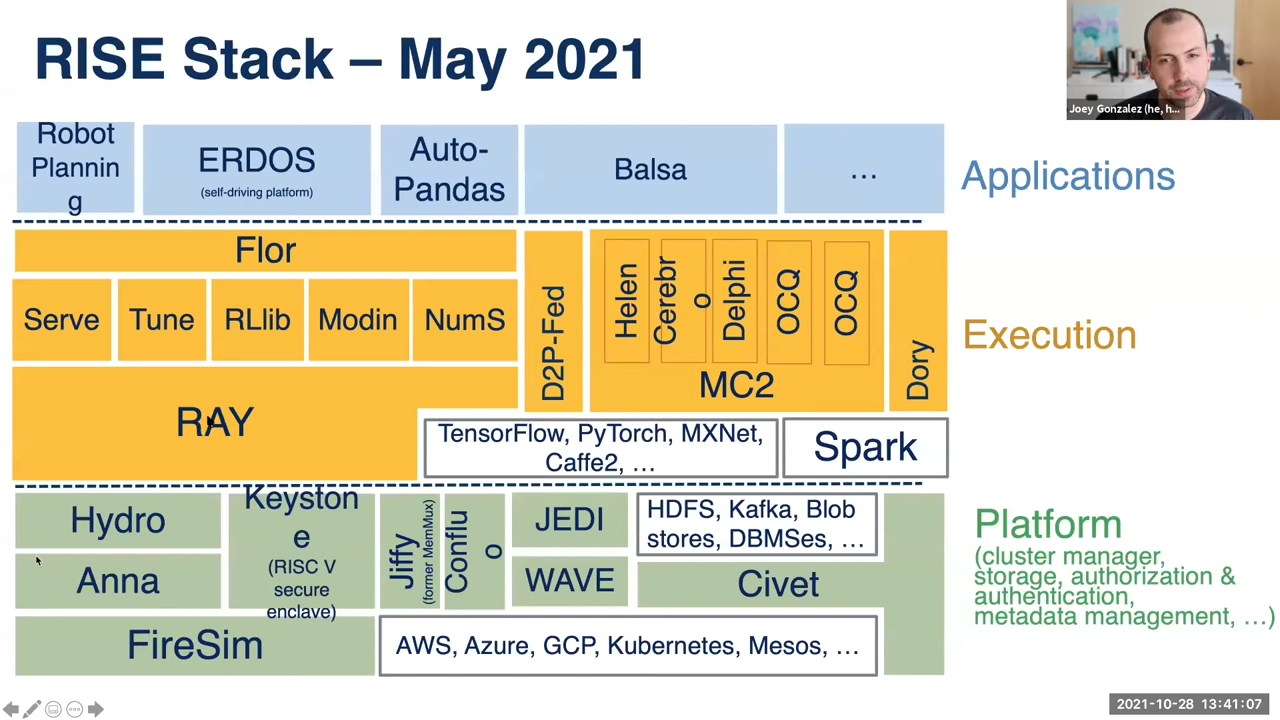 RISE Stack – May 2021
Joey Gonzalez (he, h...
Robot
Plannin
g
ERDOS
(self-driving platform)
Auto-
Pandas
Balsa
…
Applications
Flor
Serve
Tune
RLlib
Modin
NumS
RAY
D2P-Fed
Helen
Cerebr
o
Delphi
OCQ
OCQ
MC2
Dory
Execution
TensorFlow, PyTorch, MXNet,
Caffe2, …
Spark
Hydro
Anna
Keyston
e
(RISC V
secure
enclave)
Jiffy
(former MemMux)
Conflu
o
JEDI
WAVE
HDFS, Kafka, Blob
stores, DBMSes, …
Civet
Platform
(cluster manager,
storage, authorization &
authentication,
metadata management, …)
FireSim
AWS, Azure, GCP, Kubernetes, Mesos, …
2021-10-28 13:41:07